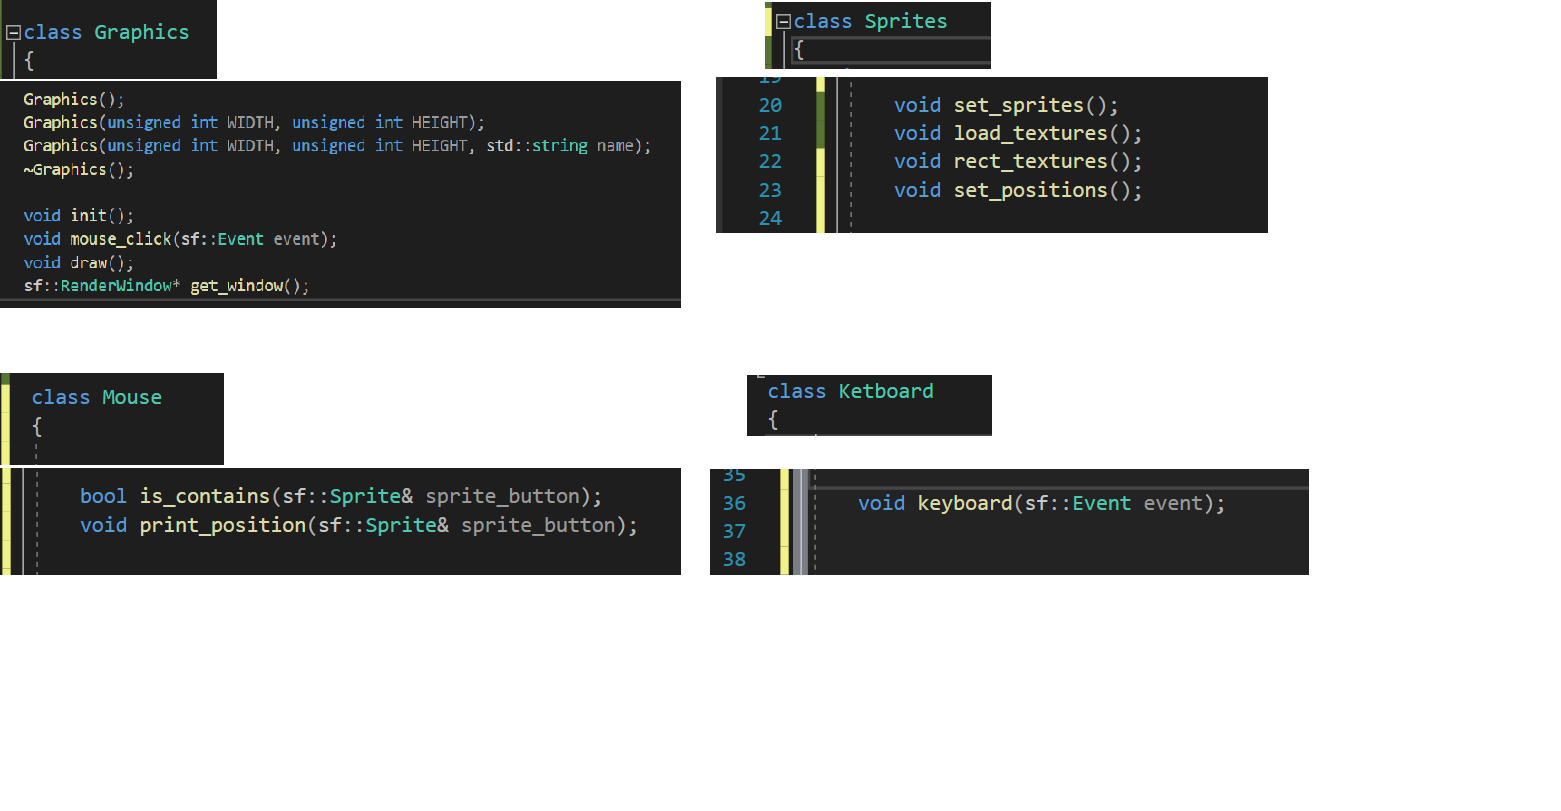 class Graphics
{
Graphics();
Graphics(unsigned int WIDTH, unsigned int HEIGHT);
Graphics(unsigned int WIDTH, unsigned int HEIGHT, std::string name);
~Graphics();
void init();
void mouse_click(sf::Event event);
void draw();
sf::RenderWindow* get_window();
class Sprites
{
19
20 void set_sprites();
21 void load_textures();
22 void rect_textures();
23 void set_positions();
24
class Mouse
{
bool is_contains(sf::Sprite& sprite_button);
void print_position(sf::Sprite& sprite_button);
class Ketboard
{
35
36 void keyboard(sf::Event event);
37
38